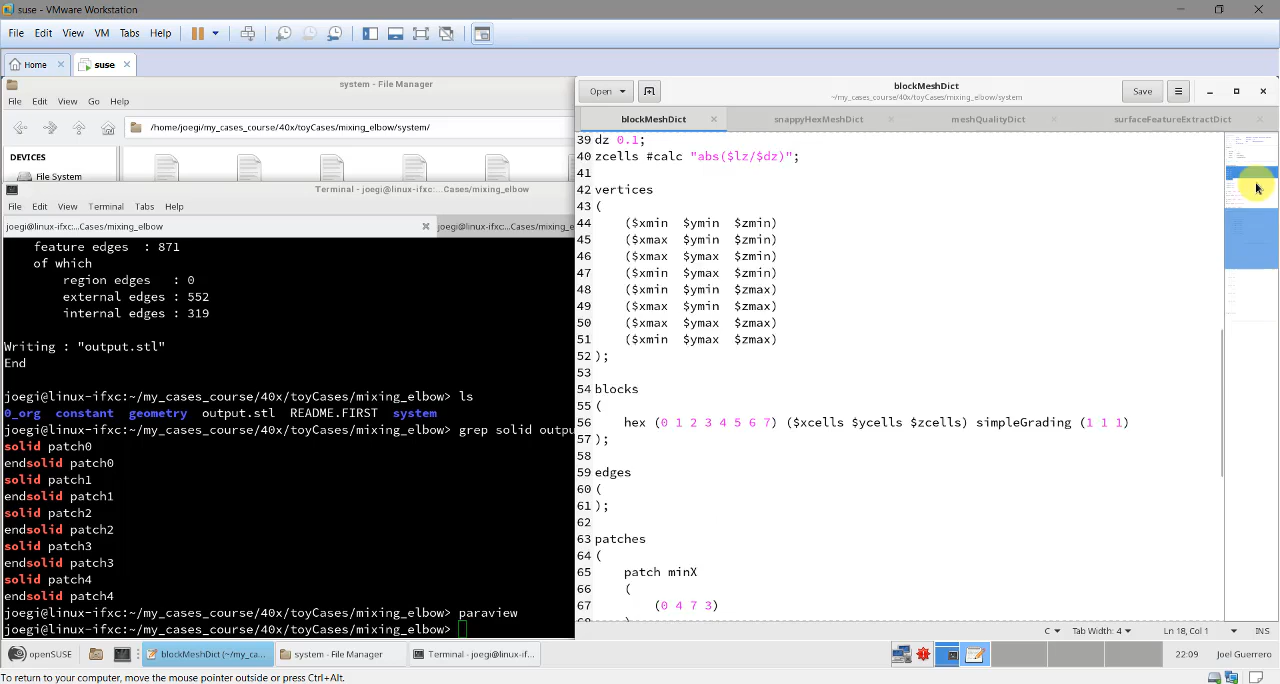 suse - VMware Workstation
File Edit View VM Tabs Help
Home suse
system - File Manager
File Edit View Go Help
/home/joegi/my_cases_course/40x/toyCases/mixing_elbow/system/
DEVICES
File System
Terminal - joegi@linux-ifxc:...Cases/mixing_elbow
File Edit View Terminal Tabs Help
joegi@linux-ifxc:...Cases/mixing_elbow joegi@linux-ifxc:...Cases/mixing_e
feature edges : 871
of which
region edges : 0
external edges : 552
internal edges : 319
Writing : "output.stl"
End
joegi@linux-ifxc:~/my_cases_course/40x/toyCases/mixing_elbow> ls
0_org constant geometry output.stl README.FIRST system
joegi@linux-ifxc:~/my_cases_course/40x/toyCases/mixing_elbow> grep solid outpu
solid patch0
endsolid patch0
solid patch1
endsolid patch1
solid patch2
endsolid patch2
solid patch3
endsolid patch3
solid patch4
endsolid patch4
joegi@linux-ifxc:~/my_cases_course/40x/toyCases/mixing_elbow> paraview
joegi@linux-ifxc:~/my_cases_course/40x/toyCases/mixing_elbow>
Open
blockMeshDict
~/my_cases_course/40x/toyCases/mixing_elbow/system
Save
blockMeshDict snappyHexMeshDict meshQualityDict surfaceFeatureExtractDict
39 dz 0.1;
40 zcells #calc "abs($lz/$dz)";
41
42 vertices
43 (
44 ($xmin $ymin $zmin)
45 ($xmax $ymin $zmin)
46 ($xmax $ymax $zmin)
47 ($xmin $ymax $zmin)
48 ($xmin $ymin $zmax)
49 ($xmax $ymin $zmax)
50 ($xmax $ymax $zmax)
51 ($xmin $ymax $zmax)
52 );
53
54 blocks
55 (
56 hex (0 1 2 3 4 5 6 7) ($xcells $ycells $zcells) simpleGrading (1 1 1)
57 );
58
59 edges
60 (
61 );
62
63 patches
64 (
65 patch minX
66 (
67 (0 4 7 3)
C Tab Width: 4 Ln 18, Col 1 INS
openSUSE blockMeshDict (~/my_ca... system - File Manager Terminal - joegi@linux-if... 22:09 Joel Guerrero
To return to your computer, move the mouse pointer outside or press Ctrl+Alt.